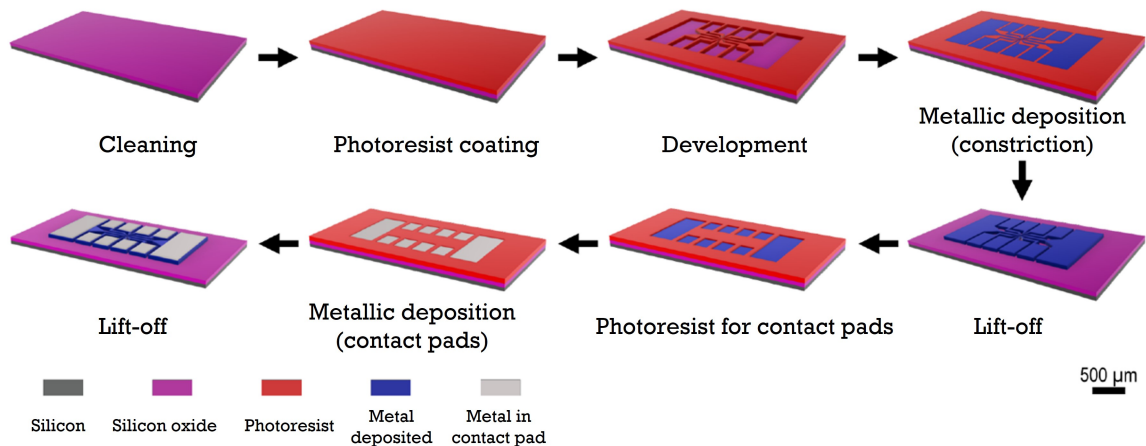 Cleaning
Photoresist coating
Development
Metallic deposition
(constriction)
Lift-off
Metallic deposition
(contact pads)
Photoresist for contact pads
Lift-off
500 µm
Silicon
Silicon oxide
Photoresist
Metal
deposited
Metal in
contact pad